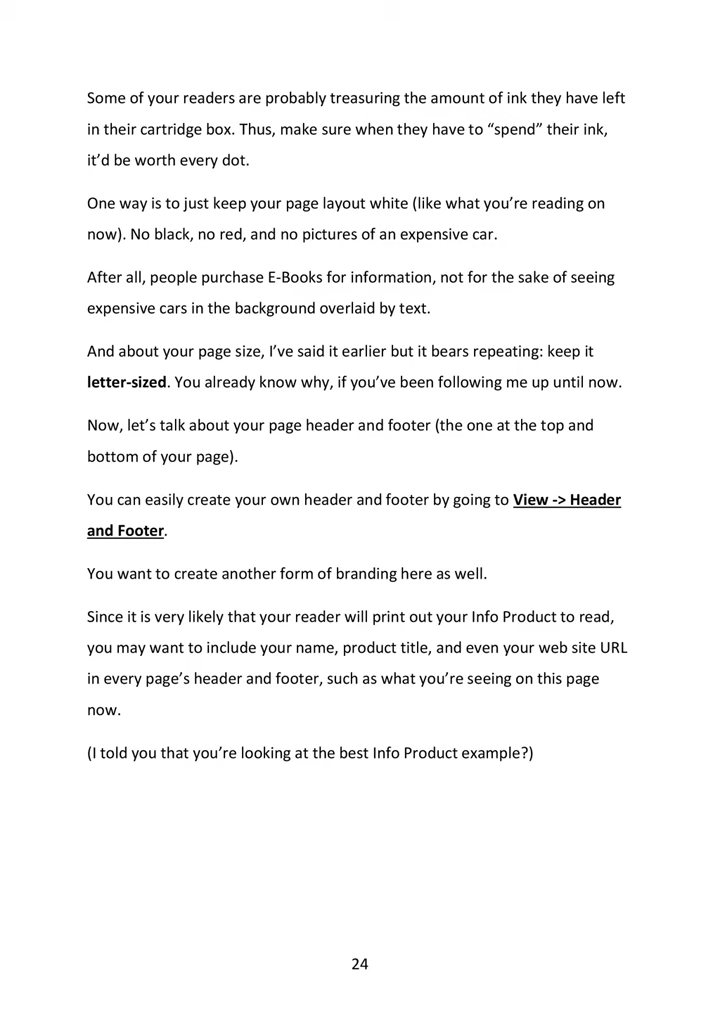 Some of your readers are probably treasuring the amount of ink they have left
in their cartridge box. Thus, make sure when they have to “spend” their ink,
it’d be worth every dot.
One way is to just keep your page layout white (like what you’re reading on
now). No black, no red, and no pictures of an expensive car.
After all, people purchase E-Books for information, not for the sake of seeing
expensive cars in the background overlaid by text.
And about your page size, I’ve said it earlier but it bears repeating: keep it
letter-sized. You already know why, if you’ve been following me up until now.
Now, let’s talk about your page header and footer (the one at the top and
bottom of your page).
You can easily create your own header and footer by going to View -> Header
and Footer.
You want to create another form of branding here as well.
Since it is very likely that your reader will print out your Info Product to read,
you may want to include your name, product title, and even your web site URL
in every page’s header and footer, such as what you’re seeing on this page
now.
(I told you that you’re looking at the best Info Product example?)
24